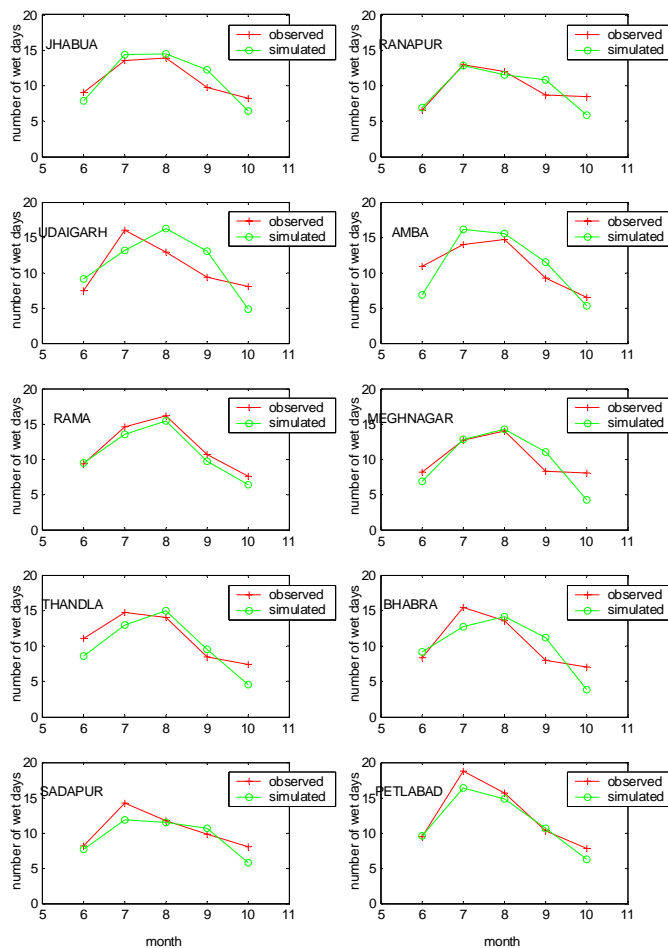 20
15
10
5
0
number of wet days
JHABUA
observed
simulated
5 6 7 8 9 10 11
20
15
10
5
0
number of wet days
RANAPUR
observed
simulated
5 6 7 8 9 10 11
20
15
10
5
0
number of wet days
UDAIGARH
observed
simulated
5 6 7 8 9 10 11
20
15
10
5
0
number of wet days
AMBA
observed
simulated
5 6 7 8 9 10 11
20
15
10
5
0
number of wet days
RAMA
observed
simulated
5 6 7 8 9 10 11
20
15
10
5
0
number of wet days
MEGHNAGAR
observed
simulated
5 6 7 8 9 10 11
20
15
10
5
0
number of wet days
THANDLA
observed
simulated
5 6 7 8 9 10 11
20
15
10
5
0
number of wet days
BHABRA
observed
simulated
5 6 7 8 9 10 11
20
15
10
5
0
number of wet days
SADAPUR
observed
simulated
5 6 7 8 9 10 11
month
20
15
10
5
0
number of wet days
PETLABAD
observed
simulated
5 6 7 8 9 10 11
month